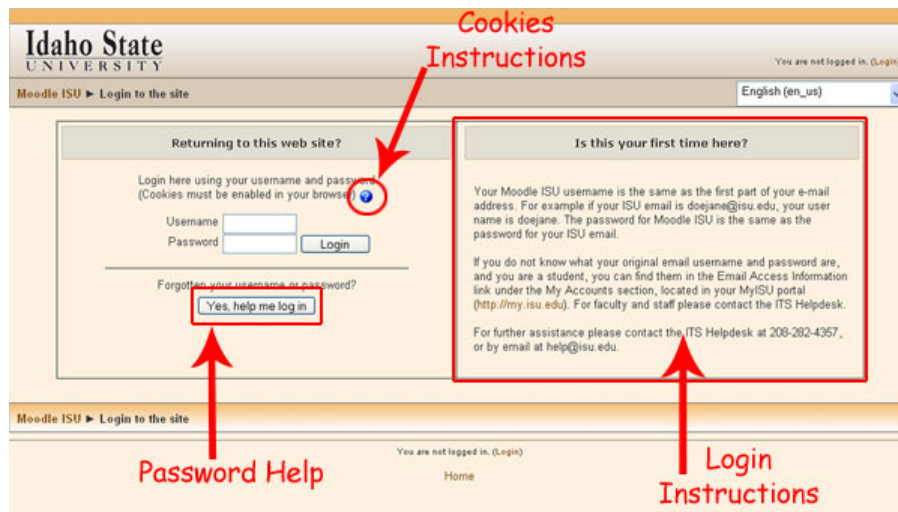 Cookies
Instructions
Idaho State
UNIVERSITY
You are not logged in. (Login
Moodle ISU ► Login to the site
English (en_us)
Returning to this web site?
Login here using your username and password
(Cookies must be enabled in your browser)
Username
Password
Login
Forgotten your username or password?
Yes, help me log in
Is this your first time here?
Your Moodle ISU username is the same as the first part of your e-mail
address. For example if your ISU email is doejane@isu.edu, your user
name is doejane. The password for Moodle ISU is the same as the
password for your ISU email.
If you do not know what your original email username and password are,
and you are a student, you can find them in the Email Access Information
link under the My Accounts section, located in your MyISU portal
(http://my.isu.edu). For faculty and staff please contact the ITS Helpdesk.
For further assistance please contact the ITS Helpdesk at 208-282-4357,
or by email at help@isu.edu.
Moodle ISU ► Login to the site
You are not logged in. (Login)
Home
Password Help
Login
Instructions